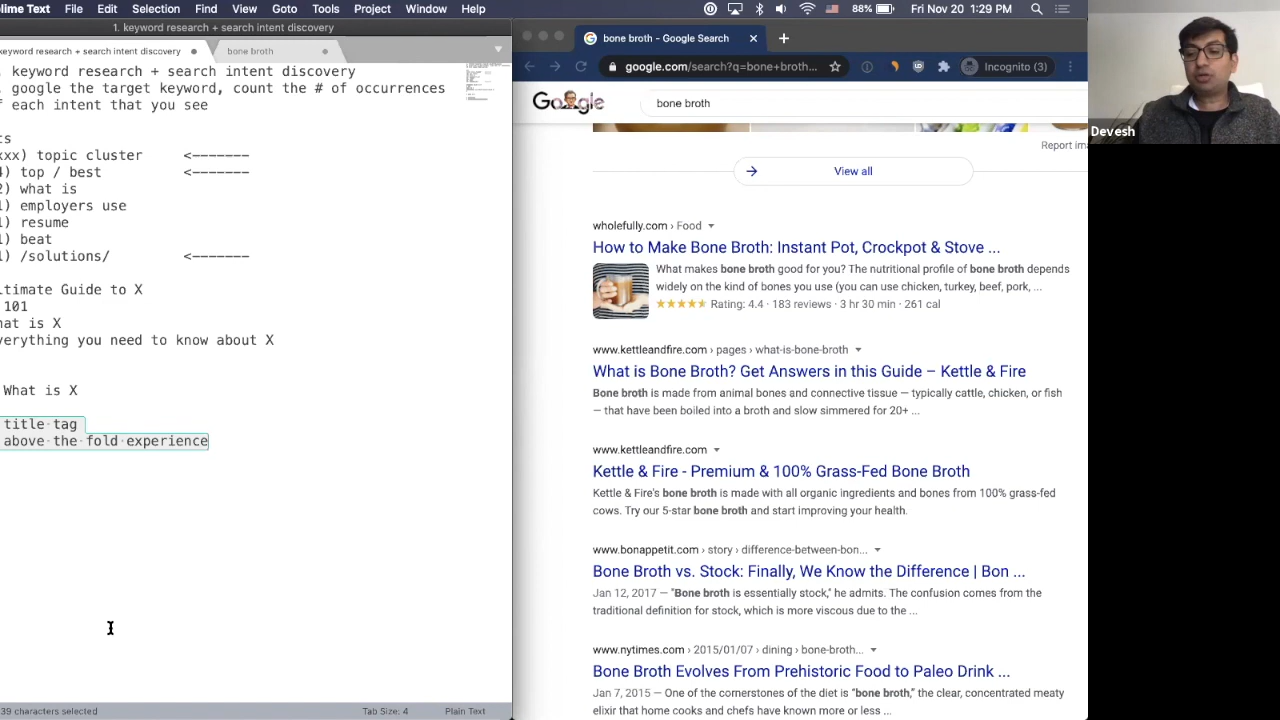 blime Text
File
Edit
Selection
Find
View
Goto
Tools
Project
Window
Help
88%
Fri Nov 20 1:29 PM
1. keyword research + search intent discovery
keyword research + search intent discovery
bone broth
. keyword research + search intent discovery
. google the target keyword, count the # of occurrences
f each intent that you see
ts
xxx) topic cluster <-------
4) top / best <-------
2) what is
1) employers use
1) resume
1) beat
1) /solutions/ <-------
ltimate Guide to X
101
hat is X
verything you need to know about X
What is X
title·tag
above·the·fold·experience
39 characters selected
Tab Size: 4
Plain Text
bone broth - Google Search
google.com/search?q=bone+broth...
Incognito (3)
Google
bone broth
Report ima
View all
wholefully.com › Food
How to Make Bone Broth: Instant Pot, Crockpot & Stove ...
What makes bone broth good for you? The nutritional profile of bone broth depends
widely on the kind of bones you use (you can use chicken, turkey, beef, pork, ...
Rating: 4.4 · 183 reviews · 3 hr 30 min · 261 cal
www.kettleandfire.com › pages › what-is-bone-broth
What is Bone Broth? Get Answers in this Guide – Kettle & Fire
Bone broth is made from animal bones and connective tissue — typically cattle, chicken, or fish
— that have been boiled into a broth and slow simmered for 20+ ...
www.kettleandfire.com
Kettle & Fire - Premium & 100% Grass-Fed Bone Broth
Kettle & Fire's bone broth is made with all organic ingredients and bones from 100% grass-fed
cows. Try our 5-star bone broth and start improving your health.
www.bonappetit.com › story › difference-between-bon...
Bone Broth vs. Stock: Finally, We Know the Difference | Bon ...
Jan 12, 2017 — "Bone broth is essentially stock," he admits. The confusion comes from the
traditional definition for stock, which is more viscous due to the ...
www.nytimes.com › 2015/01/07 › dining › bone-broth...
Bone Broth Evolves From Prehistoric Food to Paleo Drink ...
Jan 7, 2015 — One of the cornerstones of the diet is "bone broth," the clear, concentrated meaty
elixir that home cooks and chefs have known more or less ...
Devesh